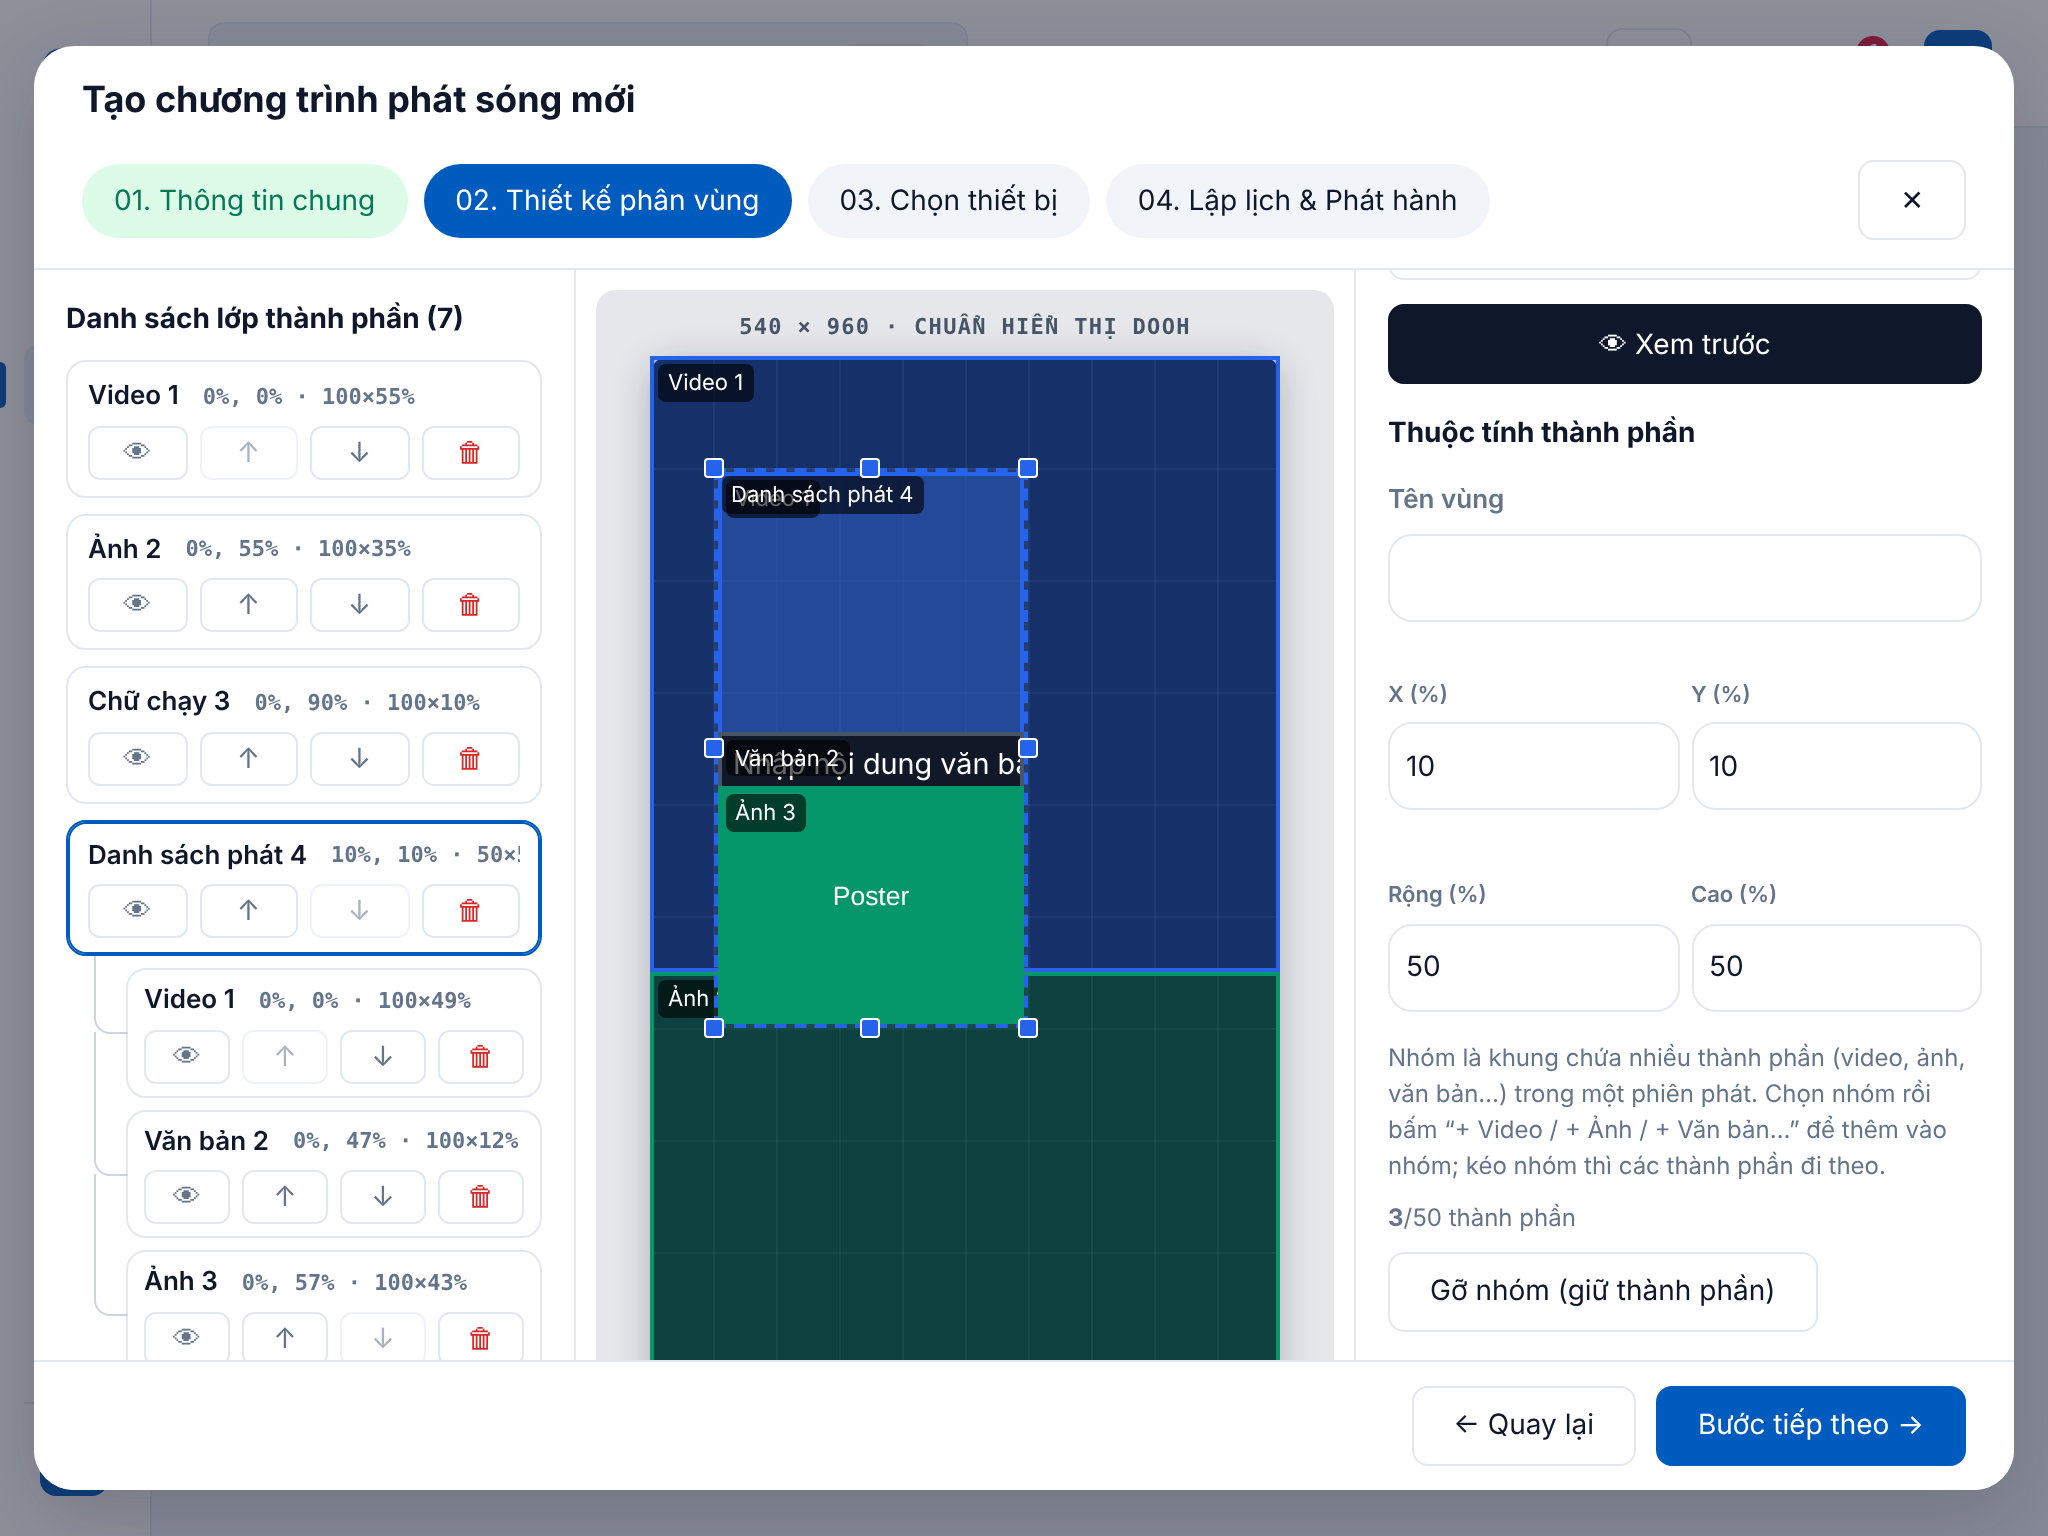 Tạo chương trình phát sóng mới
01. Thông tin chung
02. Thiết kế phân vùng
03. Chọn thiết bị
04. Lập lịch & Phát hành
×
Danh sách lớp thành phần (7)
Video 1 0%, 0% · 100×55%
Ảnh 2 0%, 55% · 100×35%
Chữ chạy 3 0%, 90% · 100×10%
Danh sách phát 4 10%, 10% · 50×
Video 1 0%, 0% · 100×49%
Văn bản 2 0%, 47% · 100×12%
Ảnh 3 0%, 57% · 100×43%
540 × 960 · CHUẨN HIỂN THỊ DOOH
Video 1
Danh sách phát 4
Video 1
Văn bản 2
Nhập nội dung văn bả
Ảnh 3
Poster
Ảnh
Xem trước
Thuộc tính thành phần
Tên vùng
X (%) Y (%)
10 10
Rộng (%) Cao (%)
50 50
Nhóm là khung chứa nhiều thành phần (video, ảnh,
văn bản...) trong một phiên phát. Chọn nhóm rồi
bấm “+ Video / + Ảnh / + Văn bản...” để thêm vào
nhóm; kéo nhóm thì các thành phần đi theo.
3/50 thành phần
Gỡ nhóm (giữ thành phần)
← Quay lại
Bước tiếp theo →